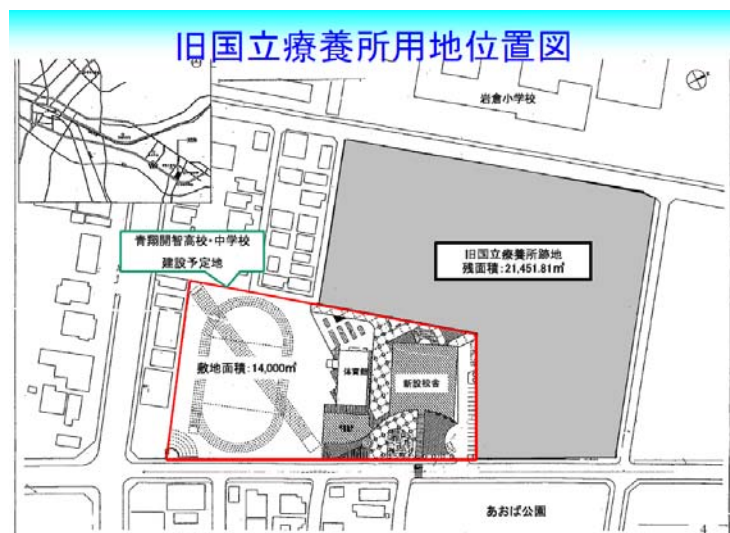 旧国立療養所用地位置図
岩倉小学校
青翔開智高校・中学校
建設予定地
旧国立療養所跡地
残面積:21,451.81㎡
敷地面積:14,000㎡
体育館
新設校舎
あおば公園
4